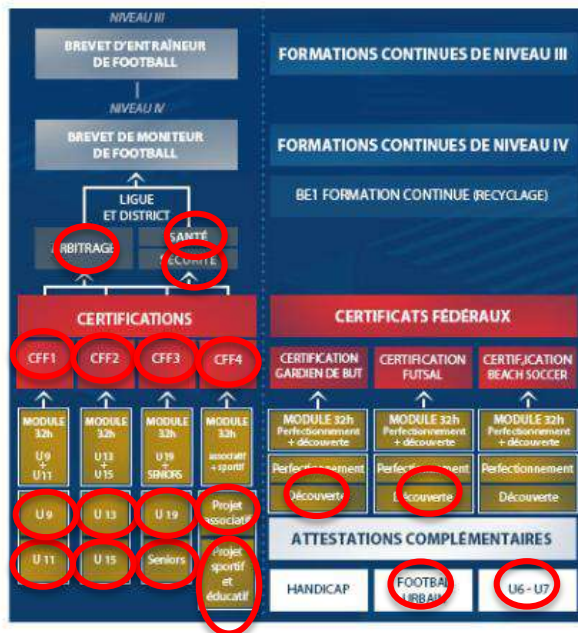 NIVEAU III
BREVET D'ENTRAÎNEUR
DE FOOTBALL
NIVEAU IV
BREVET DE MONITEUR
DE FOOTBALL
LIGUE
ET DISTRICT
ARBITRAGE
SANTÉ
SÉCURITÉ
CERTIFICATIONS
CFF1
CFF2
CFF3
CFF4
MODULE
32h
U9
+
U11
MODULE
32h
U13
+
U15
MODULE
32h
U19
+
SENIORS
MODULE
32h
associatif
+ sportif
U 9
U 13
U 19
Projet
associatif
U 11
U 15
Seniors
Projet
sportif
et
éducatif
FORMATIONS CONTINUES DE NIVEAU III
FORMATIONS CONTINUES DE NIVEAU IV
BE1 FORMATION CONTINUE (RECYCLAGE)
CERTIFICATS FÉDÉRAUX
CERTIFICATION
GARDIEN DE BUT
CERTIFICATION
FUTSAL
CERTIFICATION
BEACH SOCCER
MODULE 32h
Perfectionnement
+ découverte
MODULE 32h
Perfectionnement
+ découverte
MODULE 32h
Perfectionnement
+ découverte
Perfectionnement
Perfectionnement
Perfectionnement
Découverte
Découverte
Découverte
ATTESTATIONS COMPLÉMENTAIRES
HANDICAP
FOOTBALL
URBAIN
U6 - U7